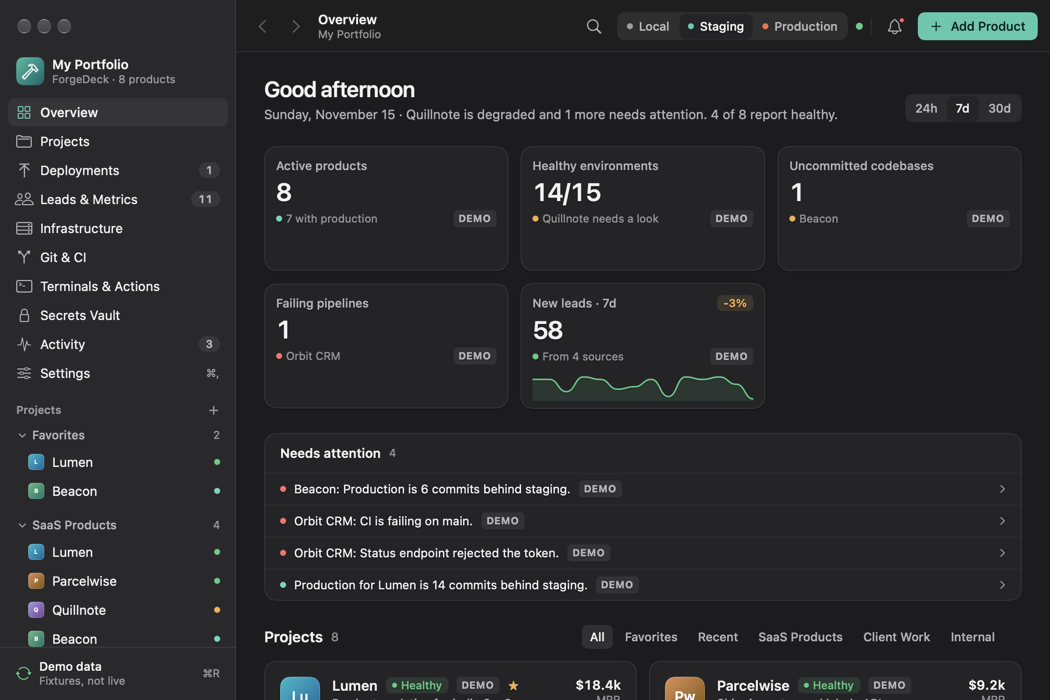 My Portfolio
ForgeDeck · 8 products
Overview
Projects
Deployments 1
Leads & Metrics 11
Infrastructure
Git & CI
Terminals & Actions
Secrets Vault
Activity 3
Settings ⌘,
Projects
Favorites 2
L Lumen
B Beacon
SaaS Products 4
L Lumen
P Parcelwise
Q Quillnote
B Beacon
Demo data
Fixtures, not live
⌘R
Overview
My Portfolio
Local Staging Production
Add Product
Good afternoon
Sunday, November 15 · Quillnote is degraded and 1 more needs attention. 4 of 8 report healthy.
24h 7d 30d
Active products
8
7 with production DEMO
Healthy environments
14/15
Quillnote needs a look DEMO
Uncommitted codebases
1
Beacon DEMO
Failing pipelines
1
Orbit CRM DEMO
New leads · 7d -3%
58
From 4 sources DEMO
Needs attention 4
Beacon: Production is 6 commits behind staging. DEMO
Orbit CRM: CI is failing on main. DEMO
Orbit CRM: Status endpoint rejected the token. DEMO
Production for Lumen is 14 commits behind staging. DEMO
Projects 8
All Favorites Recent SaaS Products Client Work Internal
Lu Lumen Healthy DEMO $18.4k
MRR
Pw Parcelwise Healthy DEMO $9.2k
MRR